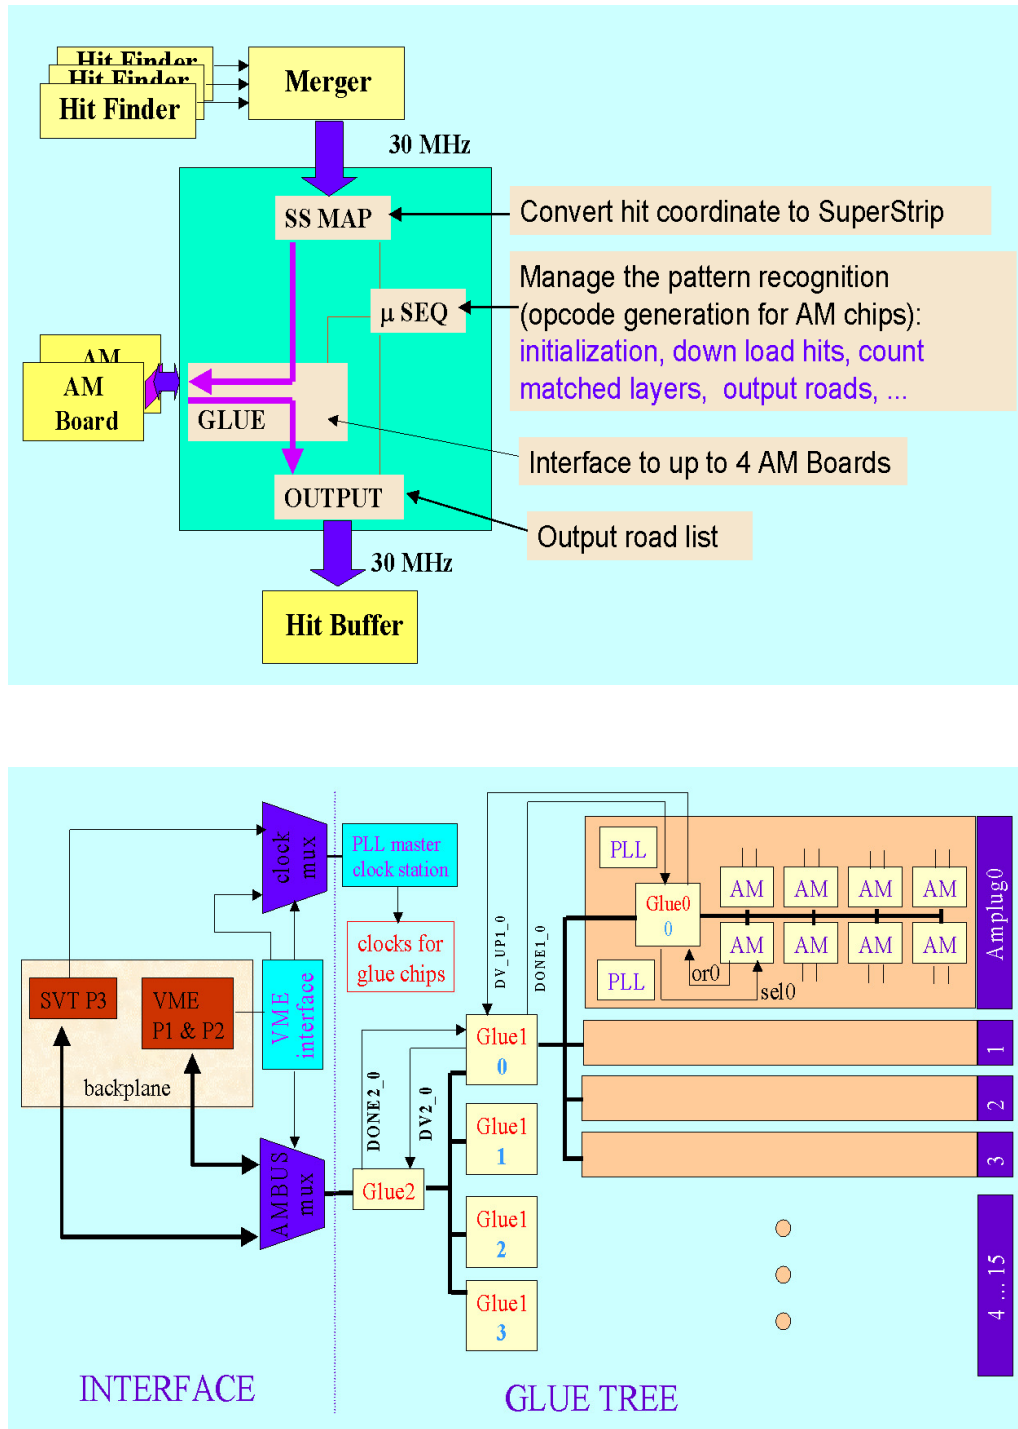 Hit Finder
Hit Finder
Hit Finder
Merger
30 MHz
SS MAP
Convert hit coordinate to SuperStrip
μ SEQ
Manage the pattern recognition
(opcode generation for AM chips):
initialization, down load hits, count
matched layers, output roads, ...
AM
AM
Board
GLUE
Interface to up to 4 AM Boards
OUTPUT
Output road list
30 MHz
Hit Buffer
clock
mux
PLL master
clock station
clocks for
glue chips
SVT P3
VME
P1 & P2
VME
interface
backplane
AMBUS
mux
DONE2_0
DV2_0
DV_UP1_0
DONE1_0
Glue2
Glue1
0
Glue1
1
Glue1
2
Glue1
3
PLL
Glue0
0
PLL
AM
AM
AM
AM
AM
AM
AM
AM
or0
sel0
Amplug0
1
2
3
4 ... 15
INTERFACE
GLUE TREE